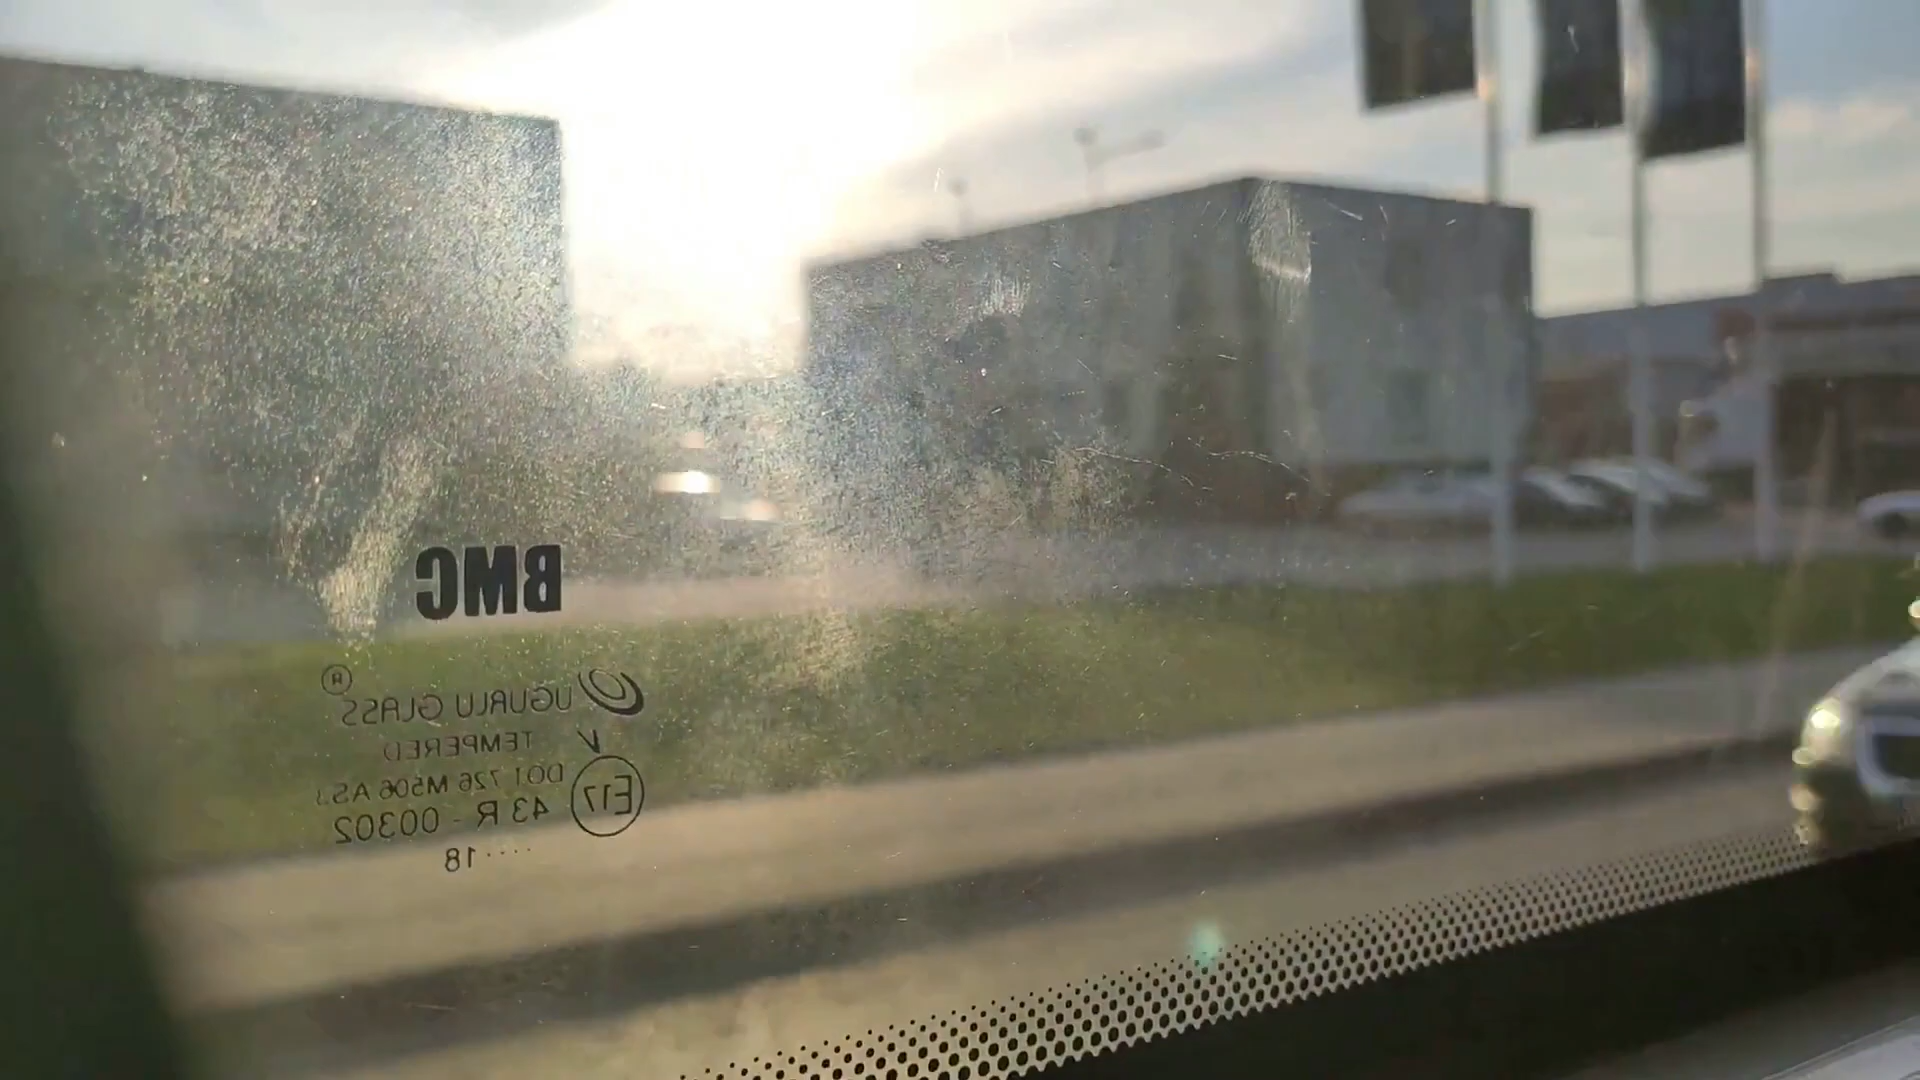 BMC
UGURLU GLASS ®
TEMPERED
DOT 726 M506 AS3
E17 43 R - 00302
....18